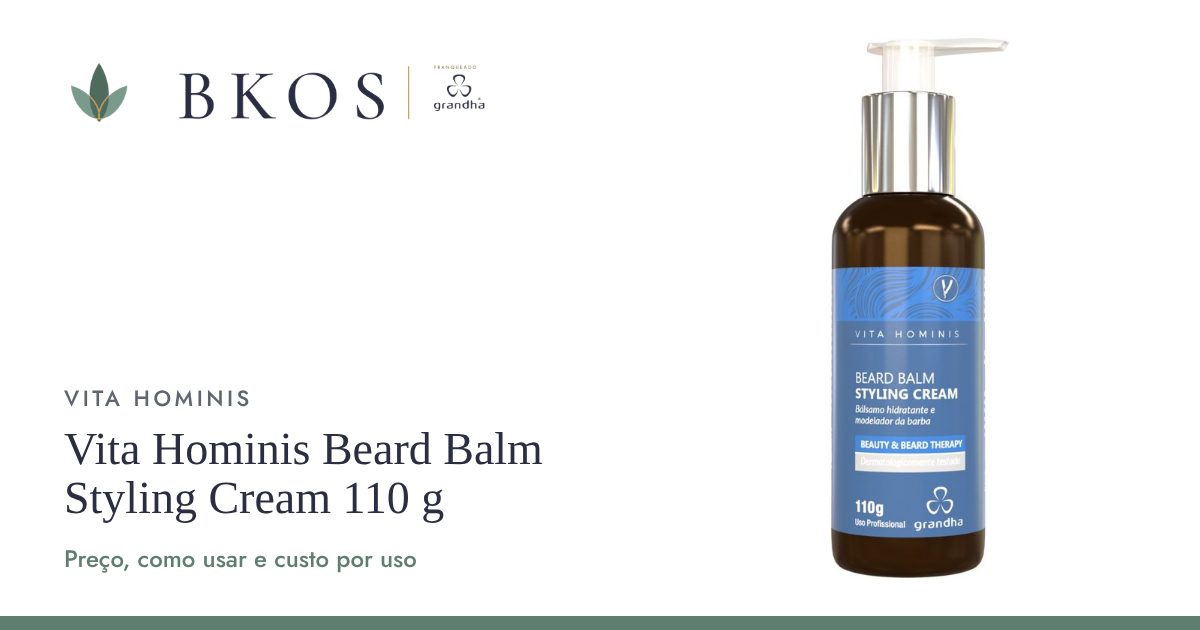 BKOS
FRANQUEADO
grandha
VITA HOMINIS
Vita Hominis Beard Balm
Styling Cream 110 g
Preço, como usar e custo por uso
VITA HOMINIS
BEARD BALM
STYLING CREAM
Bálsamo hidratante e
modelador da barba
BEAUTY & BEARD THERAPY
Dermatologicamente testado
110g
Uso Profissional
grandha